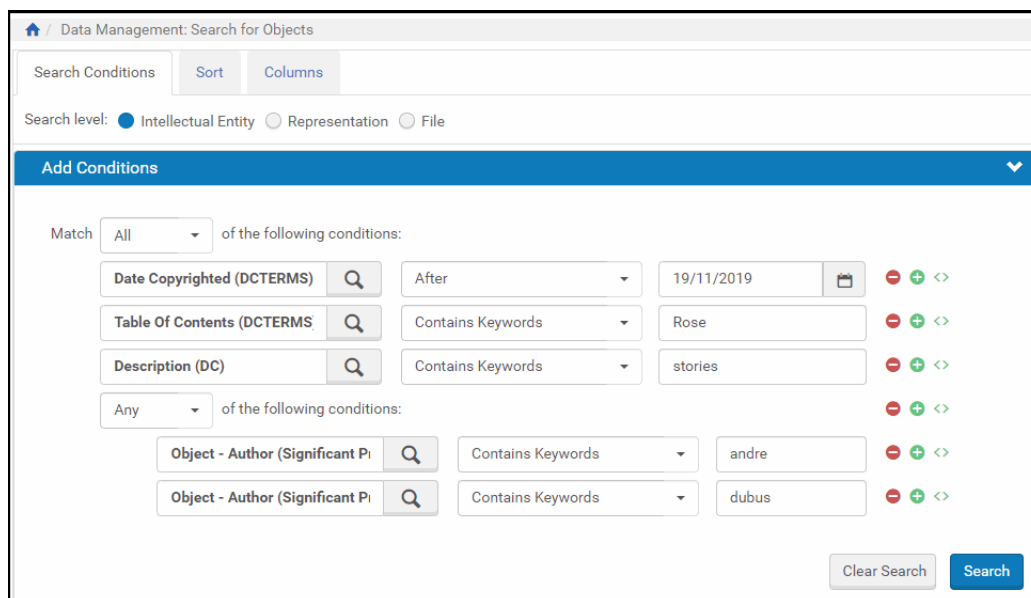 / Data Management: Search for Objects
Search Conditions Sort Columns
Search level: Intellectual Entity Representation File
Add Conditions
Match All of the following conditions:
Date Copyrighted (DCTERMS) After 19/11/2019
Table Of Contents (DCTERMS) Contains Keywords Rose
Description (DC) Contains Keywords stories
Any of the following conditions:
Object - Author (Significant Pr Contains Keywords andre
Object - Author (Significant Pr Contains Keywords dubus
Clear Search Search